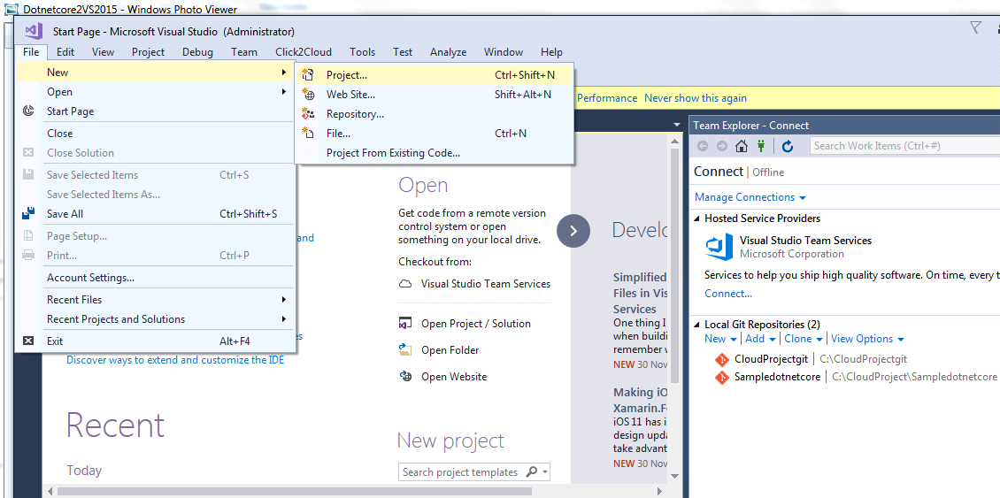 Dotnetcore2VS2015 - Windows Photo Viewer
Start Page - Microsoft Visual Studio (Administrator)
File Edit View Project Debug Team Click2Cloud Tools Test Analyze Window Help
New
Open
Start Page
Close
Close Solution
Save Selected Items Ctrl+S
Save Selected Items As...
Save All Ctrl+Shift+S
Page Setup...
Print... Ctrl+P
Account Settings...
Recent Files
Recent Projects and Solutions
Exit Alt+F4
Project... Ctrl+Shift+N
Web Site... Shift+Alt+N
Repository...
File... Ctrl+N
Project From Existing Code...
Performance Never show this again
and
Discover ways to extend and customize the IDE
Recent
Today
Open
Get code from a remote version
control system or open
something on your local drive.
Checkout from:
Visual Studio Team Services
Open Project / Solution
Open Folder
Open Website
New project
Search project templates
Develo
Simplified
Files in Vis
Services
One thing I
when buildi
remember w
NEW 30 Nov
Making iO
Xamarin.Fo
iOS 11 has i
design upda
take advant
NEW 30 Nov
Team Explorer - Connect
Search Work Items (Ctrl+#)
Connect | Offline
Manage Connections
Hosted Service Providers
Visual Studio Team Services
Microsoft Corporation
Services to help you ship high quality software. On time, every t
Connect...
Local Git Repositories (2)
New Add Clone View Options
CloudProjectgit | C:\CloudProjectgit
Sampledotnetcore | C:\CloudProject\Sampledotnetcore